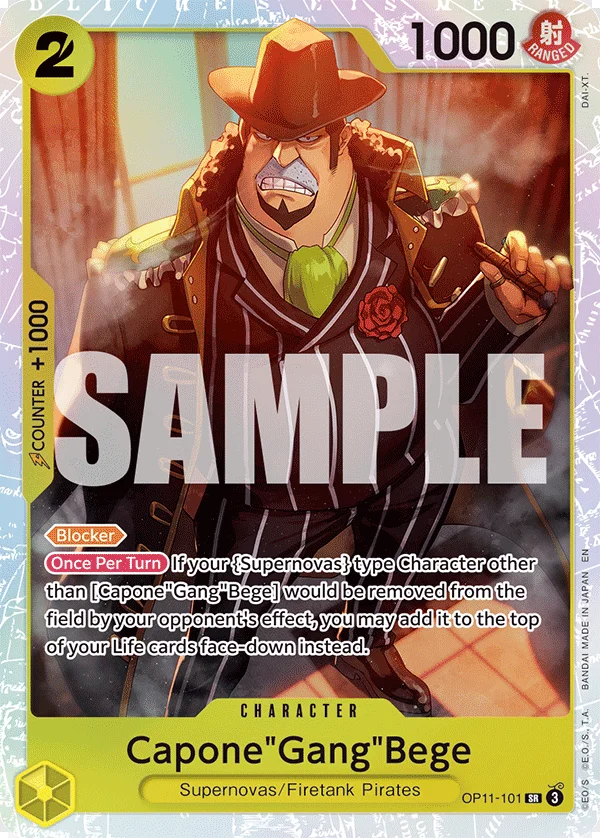 2
1000
射
RANGED
DAI-XT.
COUNTER +1000
SAMPLE
Blocker
Once Per Turn If your {Supernovas} type Character other
than [Capone"Gang"Bege] would be removed from the
field by your opponent's effect, you may add it to the top
of your Life cards face-down instead.
CHARACTER
Capone"Gang"Bege
Supernovas/Firetank Pirates
OP11-101 SR 3
©E.O/S ©E.O./S., T.A. BANDAI MADE IN JAPAN EN